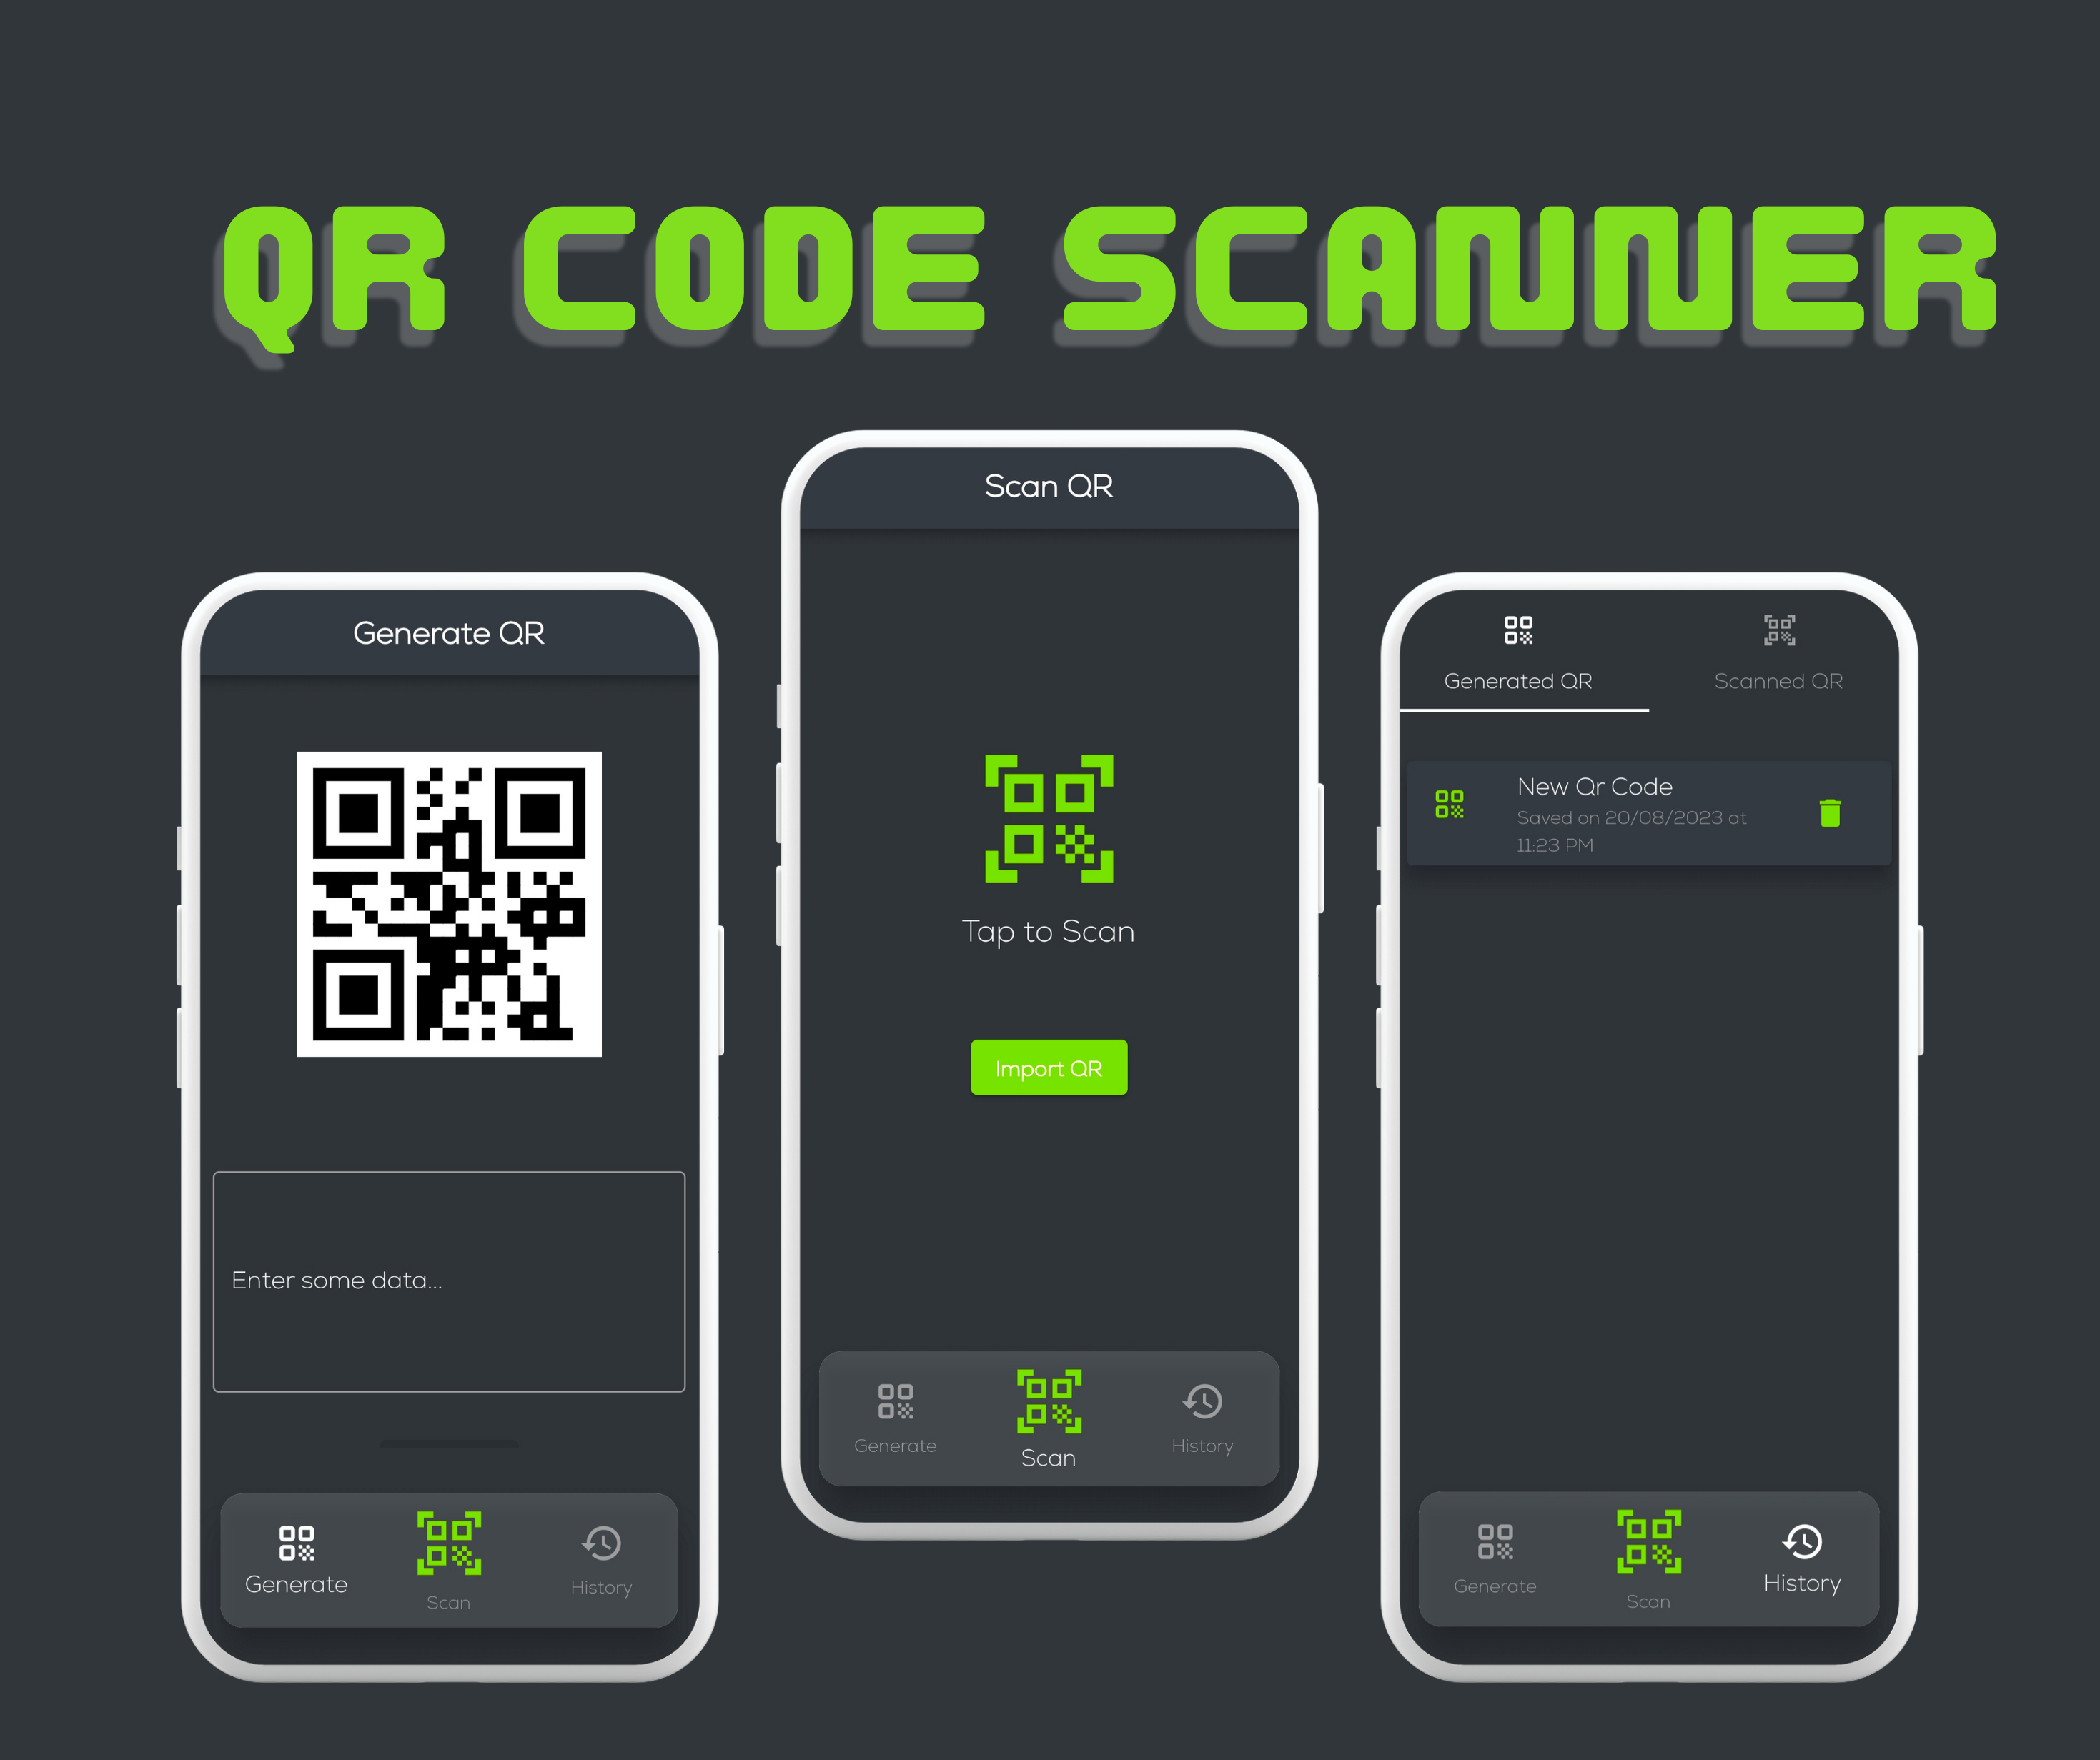 QR CODE SCANNER
Generate QR
Enter some data...
Generate
Scan
History
Scan QR
Tap to Scan
Import QR
Generate
Scan
History
Generated QR
Scanned QR
New Qr Code
Saved on 20/08/2023 at
11:23 PM
Generate
Scan
History